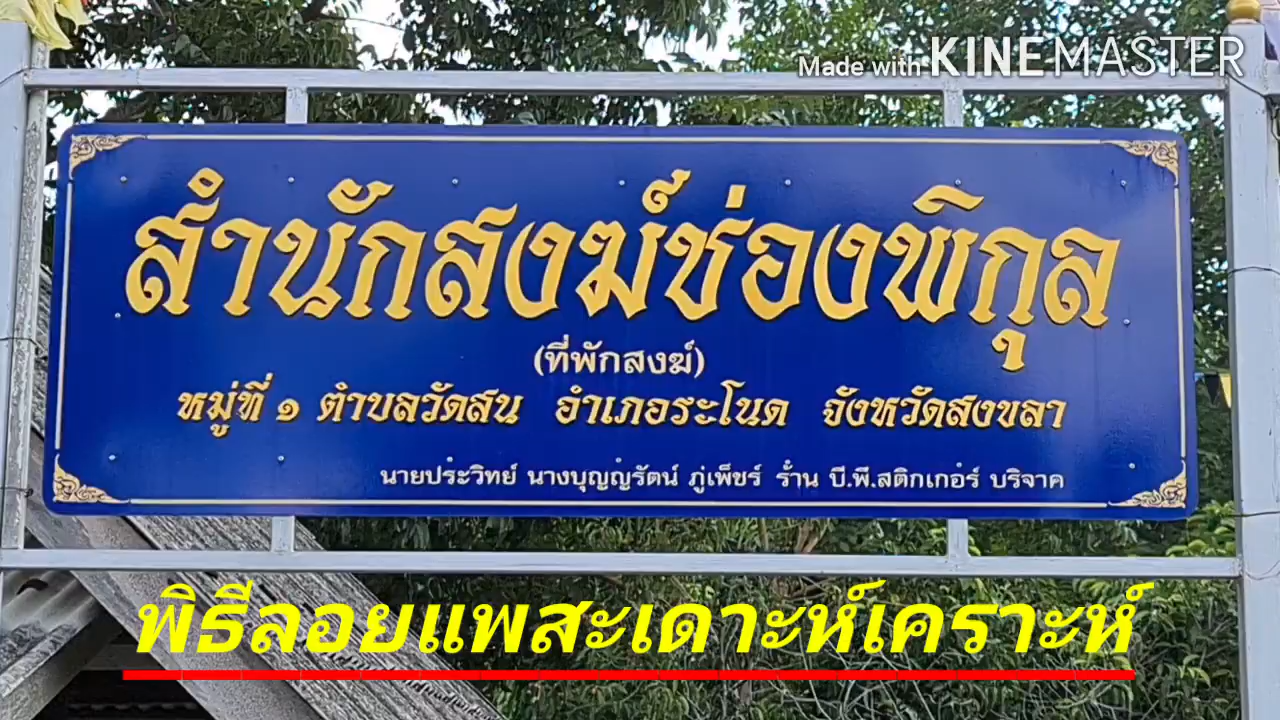 Made with KINEMASTER
สำนักสงฆ์ช่องพิกุล
(ที่พักสงฆ์)
หมู่ที่ ๑ ตำบลวัดสน อำเภอระโนด จังหวัดสงขลา
นายประวิทย์ นางบุญญรัตน์ ภู่เพ็ชร์ ร้าน บี.พี.สติกเกอร์ บริจาค
พิธีลอยแพสะเดาะห์เคราะห์